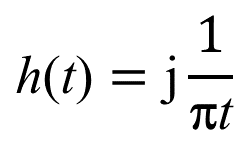 h(t) = j 1/πt